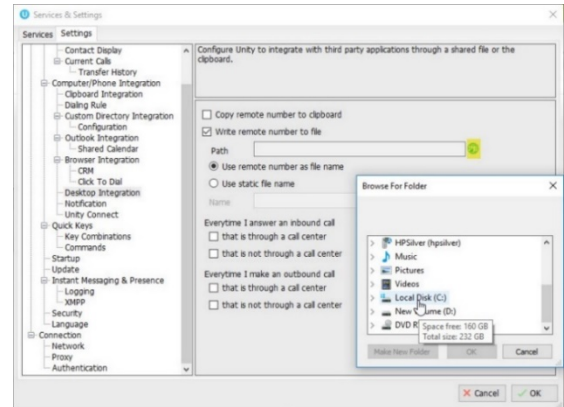 Services & Settings
Services Settings
Contact Display
Current Calls
Transfer History
Computer/Phone Integration
Clipboard Integration
Dialing Rule
Custom Directory Integration
Configuration
Outlook Integration
Shared Calendar
Browser Integration
CRM
Click To Dial
Desktop Integration
Notification
Unity Connect
Quick Keys
Key Combinations
Commands
Startup
Update
Instant Messaging & Presence
Logging
XMPP
Security
Language
Connection
Network
Proxy
Authentication
Configure Unity to integrate with third party applications through a shared file or the
clipboard.
Copy remote number to clipboard
Write remote number to file
Path
Use remote number as file name
Use static file name
Name
Everytime I answer an inbound call
that is through a call center
that is not through a call center
Everytime I make an outbound call
that is through a call center
that is not through a call center
Browse For Folder
HPSilver (hpsilver)
Music
Pictures
Videos
Local Disk (C:)
New Volume (D:)
DVD R
Space free: 160 GB
Total size: 232 GB
Make New Folder OK Cancel
Cancel OK